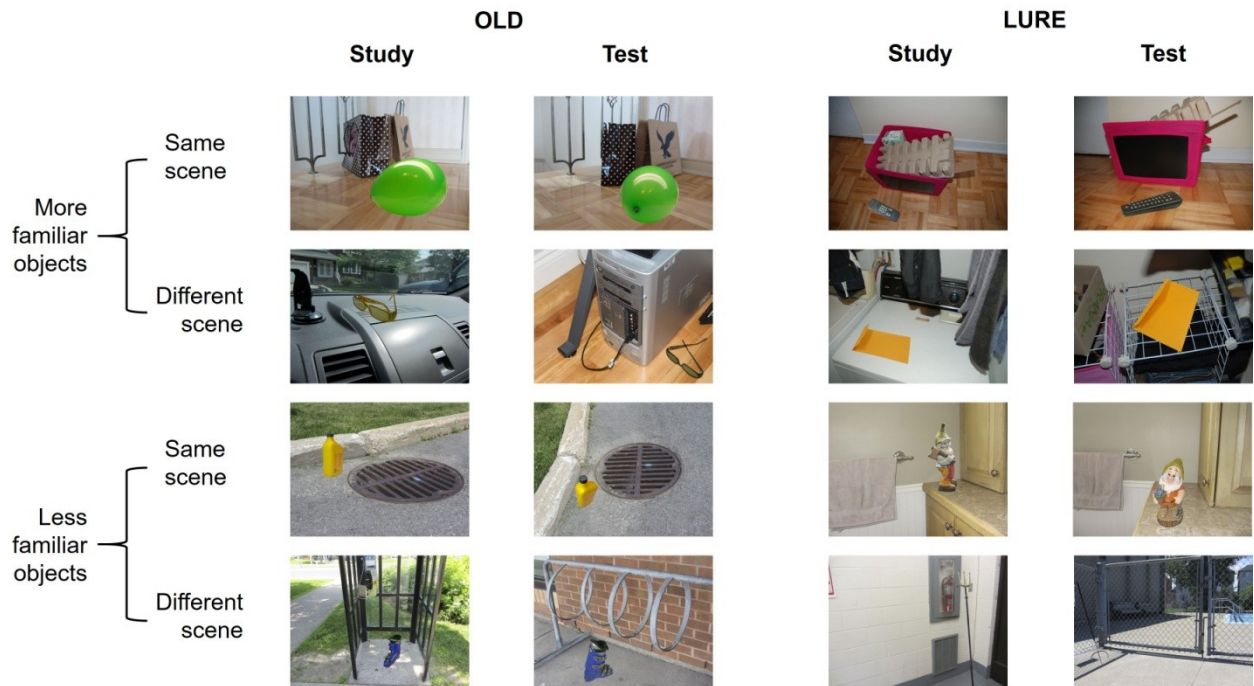 OLD
LURE
Study
Test
Study
Test
More
familiar
objects
Same
scene
Different
scene
Less
familiar
objects
Same
scene
Different
scene